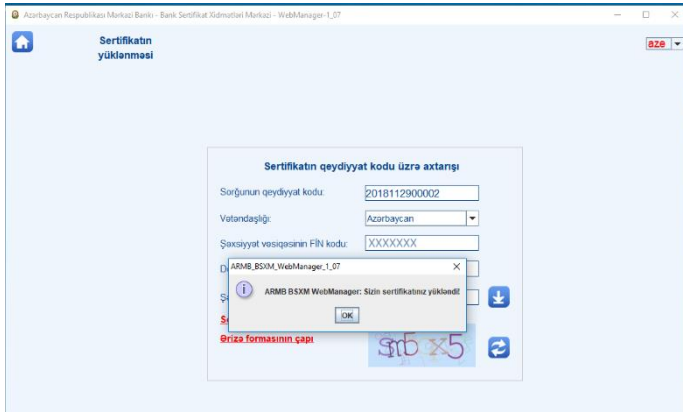 Azərbaycan Respublikası Mərkəzi Bankı - Bank Sertifikat Xidmətləri Mərkəzi - WebManager-1_07
Sertifikatın
yüklənməsi
aze
Sertifikatın qeydiyyat kodu üzrə axtarışı
Sorğunun qeydiyyat kodu:
2018112900002
Vətəndaşlığı:
Azərbaycan
Şəxsiyyət vəsiqəsinin FİN kodu:
XXXXXXX
ARMB_BSXM_WebManager_1_07
ARMB BSXM WebManager: Sizin sertifikatınız yükləndi!
OK
Ərizə formasının çapı